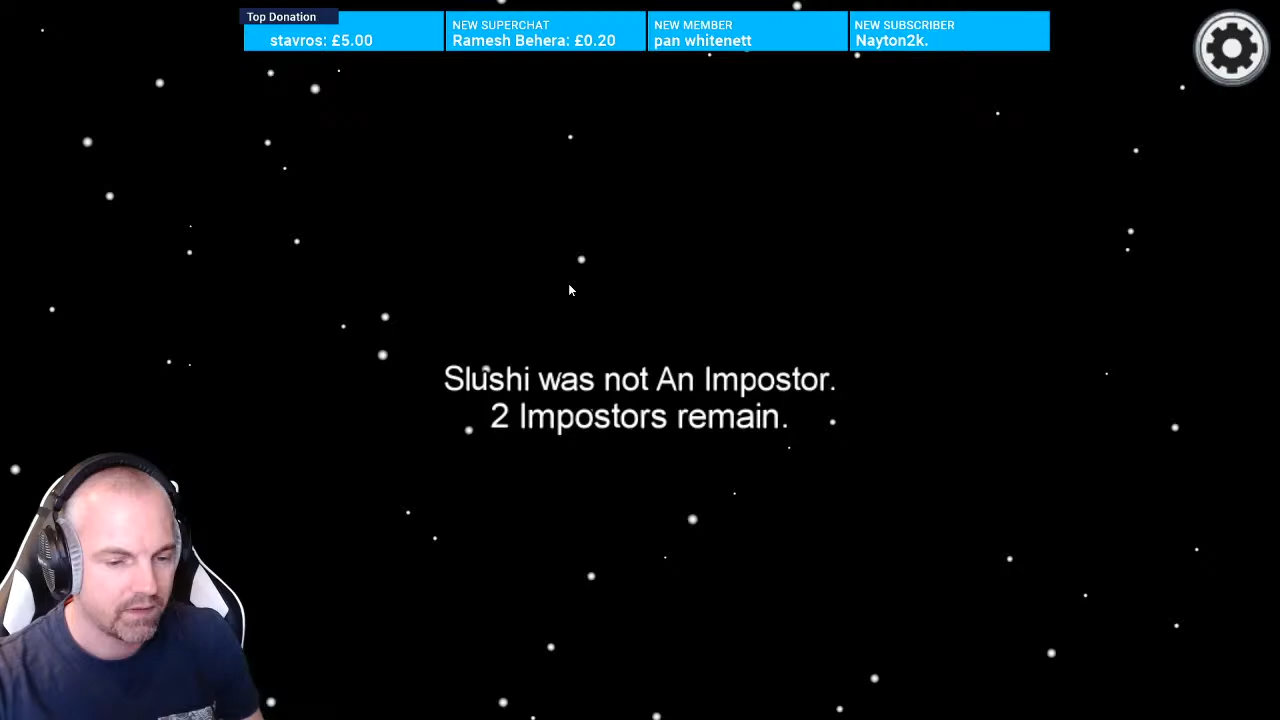 Top Donation
stavros: £5.00
NEW SUPERCHAT
Ramesh Behera: £0.20
NEW MEMBER
pan whitenett
NEW SUBSCRIBER
Nayton2k.
Slushi was not An Impostor.
2 Impostors remain.